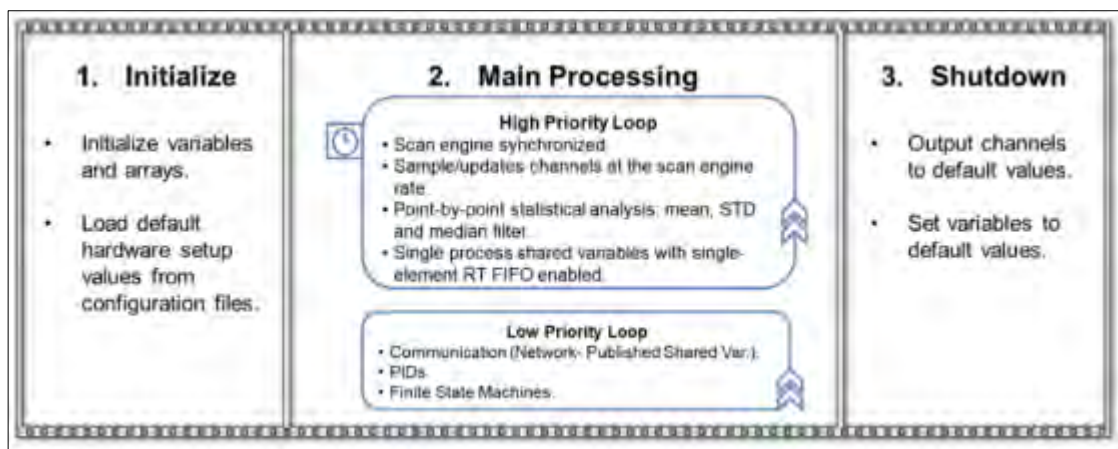 1. Initialize
• Initialize variables
and arrays.
• Load default
hardware setup
values from
configuration files.
2. Main Processing
High Priority Loop
• Scan engine synchronized
• Sample/updates channels at the scan engine
rate
• Point-by-point statistical analysis: mean, STD
and median filter
• Single process shared variables with single-
element RT FIFO enabled.
Low Priority Loop
• Communication (Network- Published Shared Var.).
• PIDs
• Finite State Machines.
3. Shutdown
• Output channels
to default values.
• Set variables to
default values.